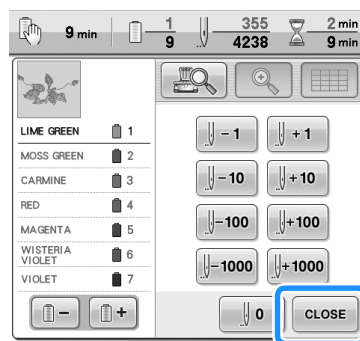 9 min
1
9
355
4238
2 min
9 min
LIME GREEN 1
MOSS GREEN 2
CARMINE 3
RED 4
MAGENTA 5
WISTERIA
VIOLET 6
VIOLET 7
−1
+1
−10
+10
−100
+100
−1000
+1000
−
+
0
CLOSE